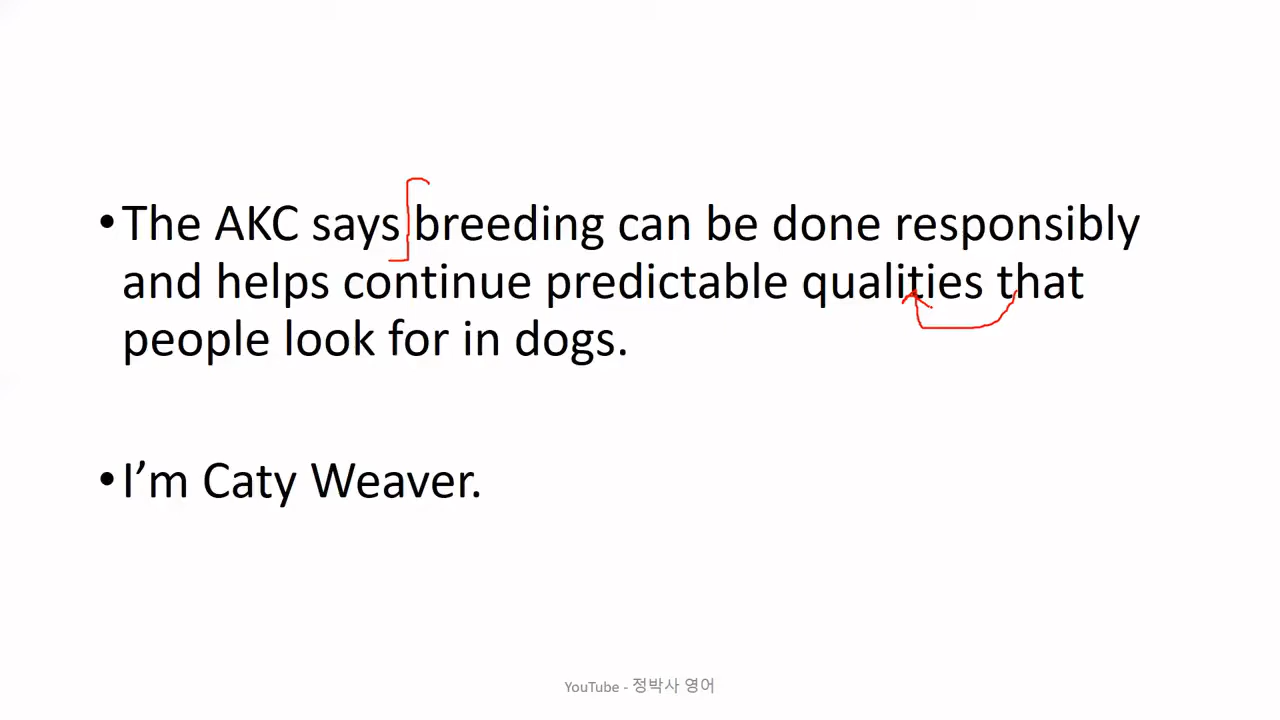 •The AKC says breeding can be done responsibly
and helps continue predictable qualities that
people look for in dogs.
•I’m Caty Weaver.
YouTube - 정박사 영어